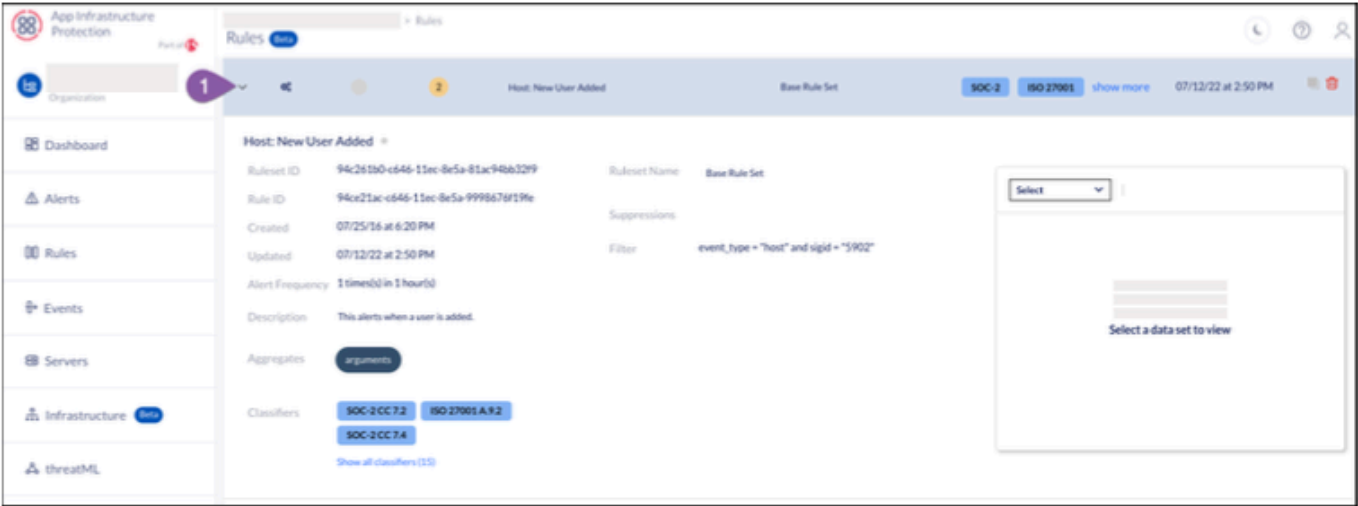 App Infrastructure
Protection
Part of
> Rules
Rules Beta
Organization
1
2 Host: New User Added Base Rule Set SOC-2 ISO 27001 show more 07/12/22 at 2:50 PM
Dashboard
Alerts
Rules
Events
Servers
Infrastructure Beta
threatML
Host: New User Added
Ruleset ID 94c261b0-c646-11ec-8e5a-81ac94bb32f9
Rule ID 94ce21ac-c646-11ec-8e5a-9998676f19fe
Created 07/25/16 at 6:20 PM
Updated 07/12/22 at 2:50 PM
Alert Frequency 1 times(s) in 1 hour(s)
Description This alerts when a user is added.
Aggregates arguments
Classifiers SOC-2 CC 7.2 ISO 27001 A.9.2
SOC-2 CC 7.4
Show all classifiers (15)
Ruleset Name Base Rule Set
Suppressions
Filter event_type = "host" and sigid = "5902"
Select
Select a data set to view